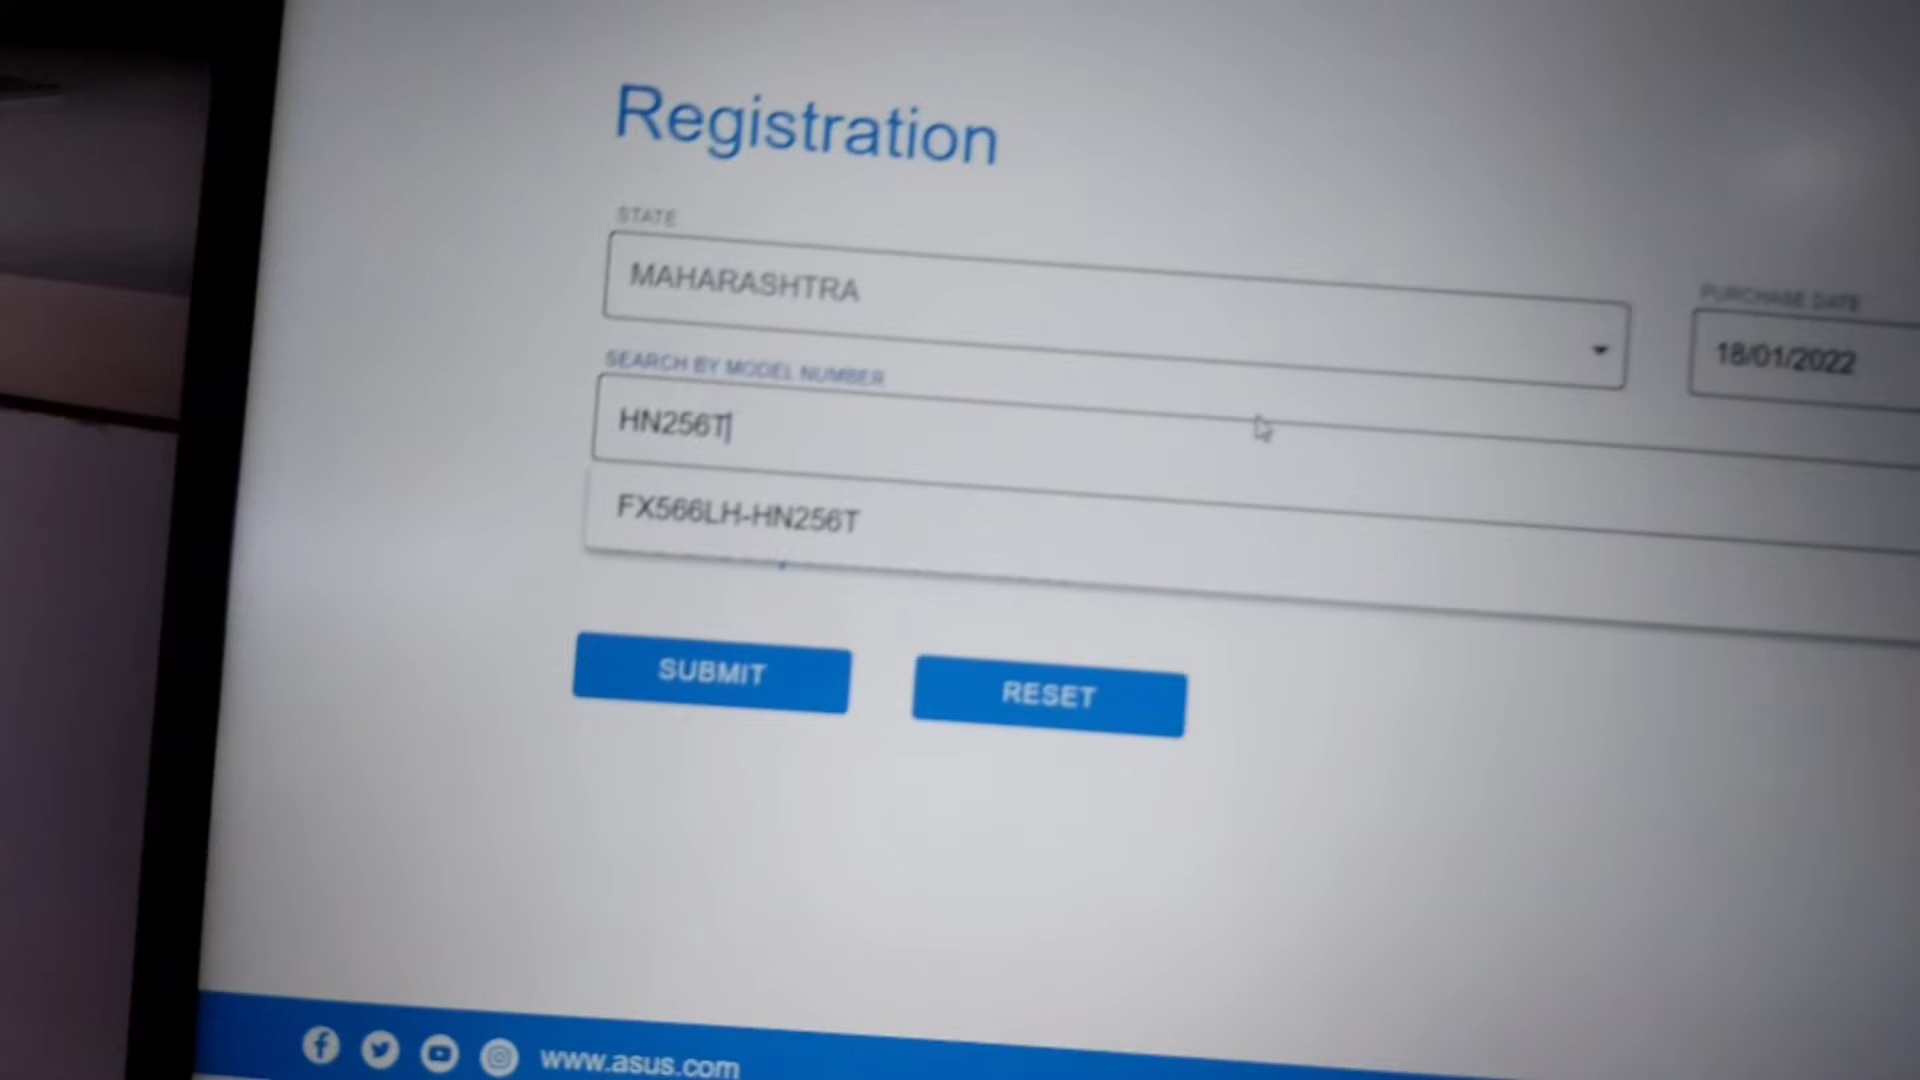 Registration
STATE
MAHARASHTRA
PURCHASE DATE
18/01/2022
SEARCH BY MODEL NUMBER
HN256T
FX566LH-HN256T
SUBMIT
RESET
www.asus.com